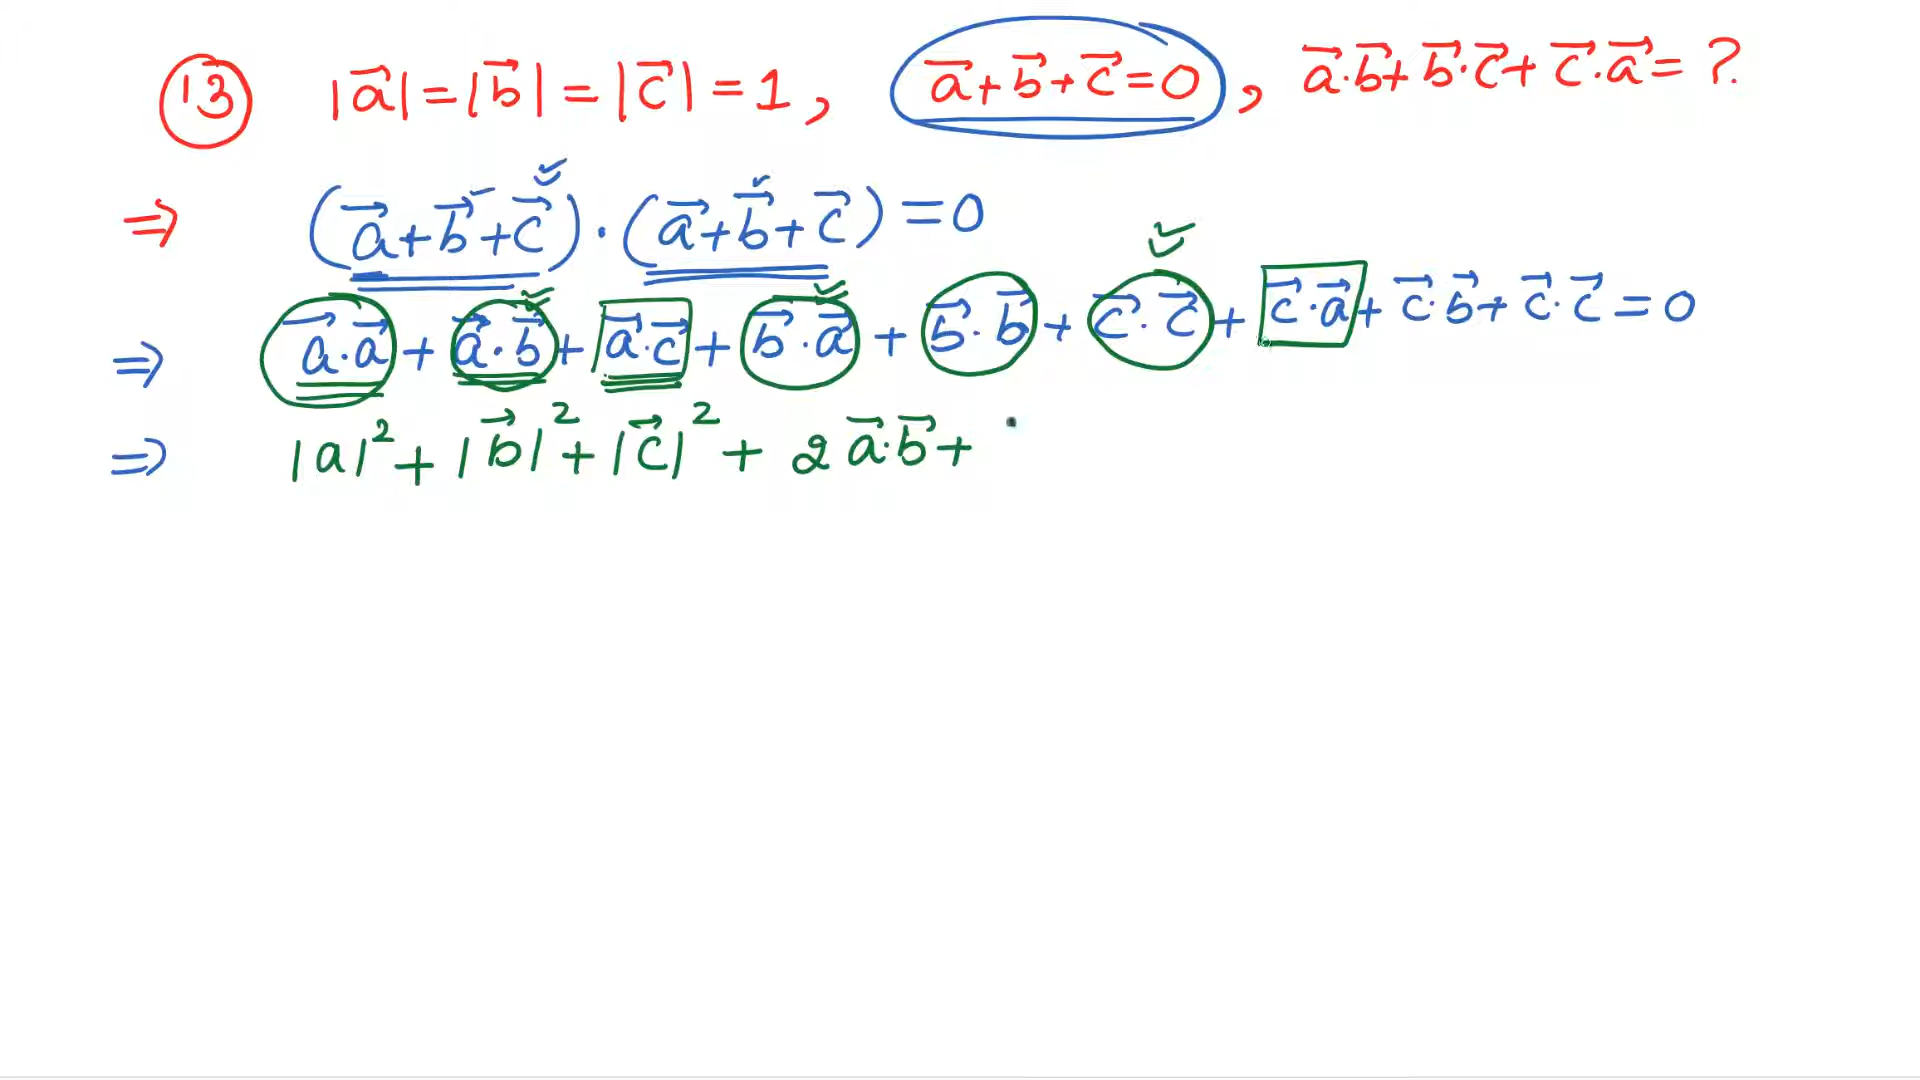 13 |a⃗| = |b⃗| = |c⃗| = 1, a⃗+b⃗+c⃗=0, a⃗·b⃗+b⃗·c⃗+c⃗·a⃗=?
⇒ (a⃗+b⃗+c⃗)·(a⃗+b⃗+c⃗)=0
⇒ a⃗·a⃗+a⃗·b⃗+a⃗·c⃗+b⃗·a⃗+b⃗·b⃗+c⃗·c⃗+c⃗·a⃗+c⃗·b⃗+c⃗·c⃗=0
⇒ |a|²+|b⃗|²+|c⃗|²+2a⃗·b⃗+